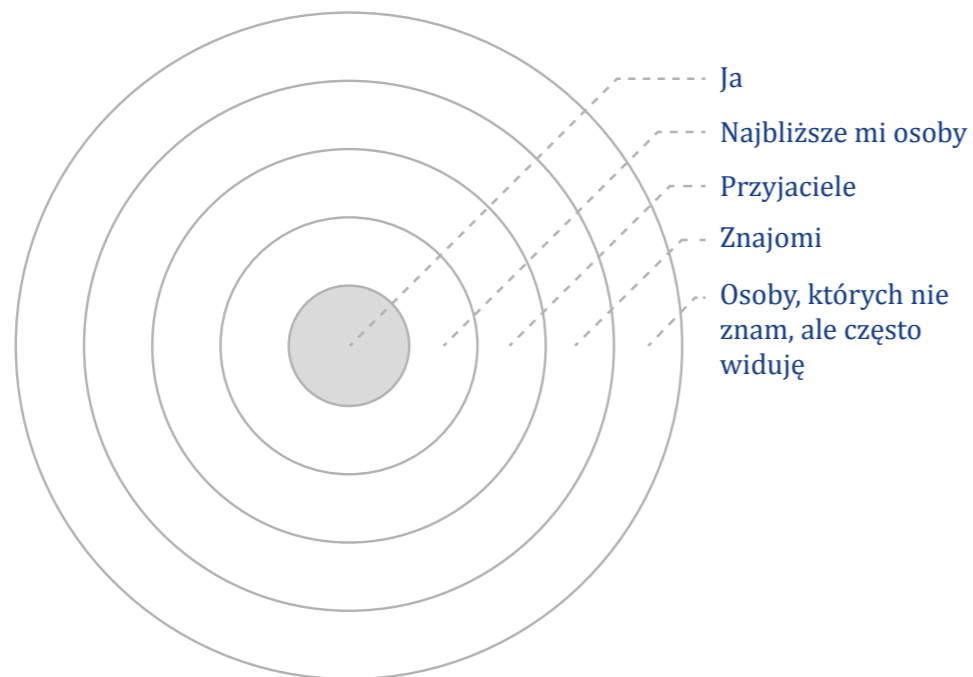 Ja
Najbliższe mi osoby
Przyjaciele
Znajomi
Osoby, których nie
znam, ale często
widuję